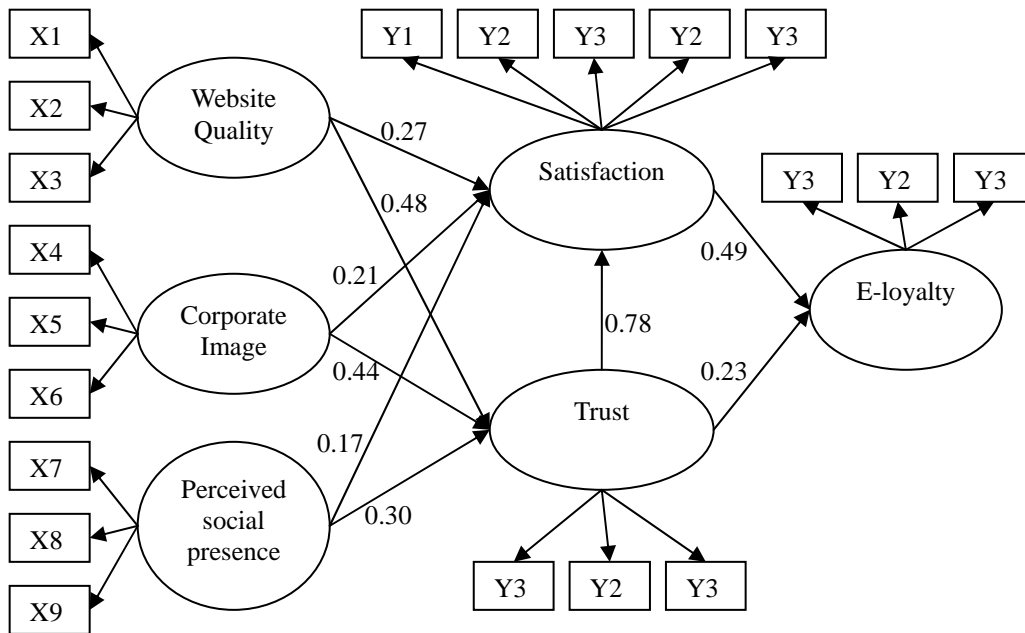 X1
X2
X3
X4
X5
X6
X7
X8
X9
Website
Quality
Corporate
Image
Perceived
social
presence
0.27
0.48
0.21
0.44
0.17
0.30
Y1
Y2
Y3
Y2
Y3
Satisfaction
0.78
Trust
Y3
Y2
Y3
0.49
0.23
Y3
Y2
Y3
E-loyalty